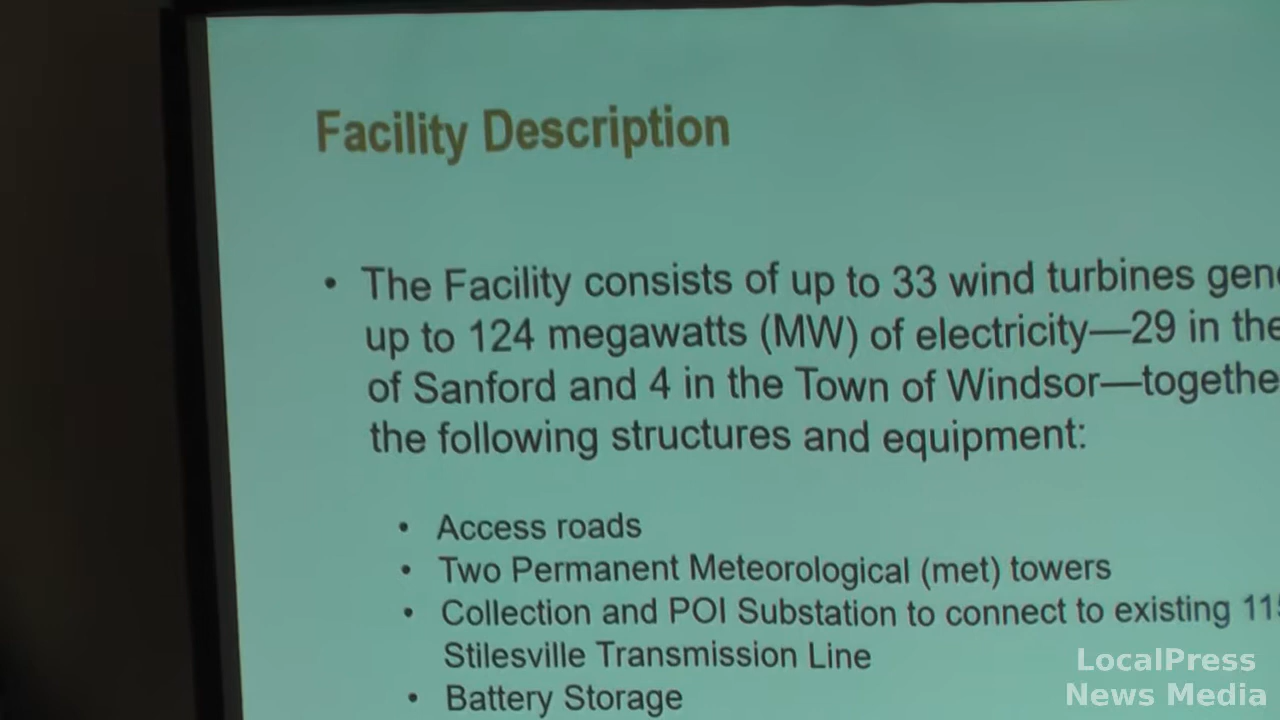 Facility Description
• The Facility consists of up to 33 wind turbines
up to 124 megawatts (MW) of electricity—29 in the
of Sanford and 4 in the Town of Windsor—
the following structures and equipment:
• Access roads
• Two Permanent Meteorological (met) towers
• Collection and POI Substation to connect to existing
Stilesville Transmission Line
• Battery Storage
LocalPress
News Media